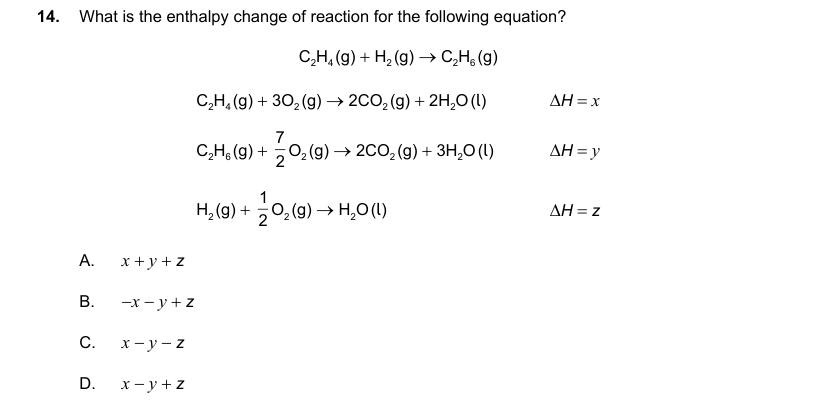 14. What is the enthalpy change of reaction for the following equation?
C₂H₄(g) + H₂(g) → C₂H₆(g)
C₂H₄(g) + 3O₂(g) → 2CO₂(g) + 2H₂O(l) ΔH = x
C₂H₆(g) + 7/2 O₂(g) → 2CO₂(g) + 3H₂O(l) ΔH = y
H₂(g) + 1/2 O₂(g) → H₂O(l) ΔH = z
A. x + y + z
B. −x − y + z
C. x − y − z
D. x − y + z